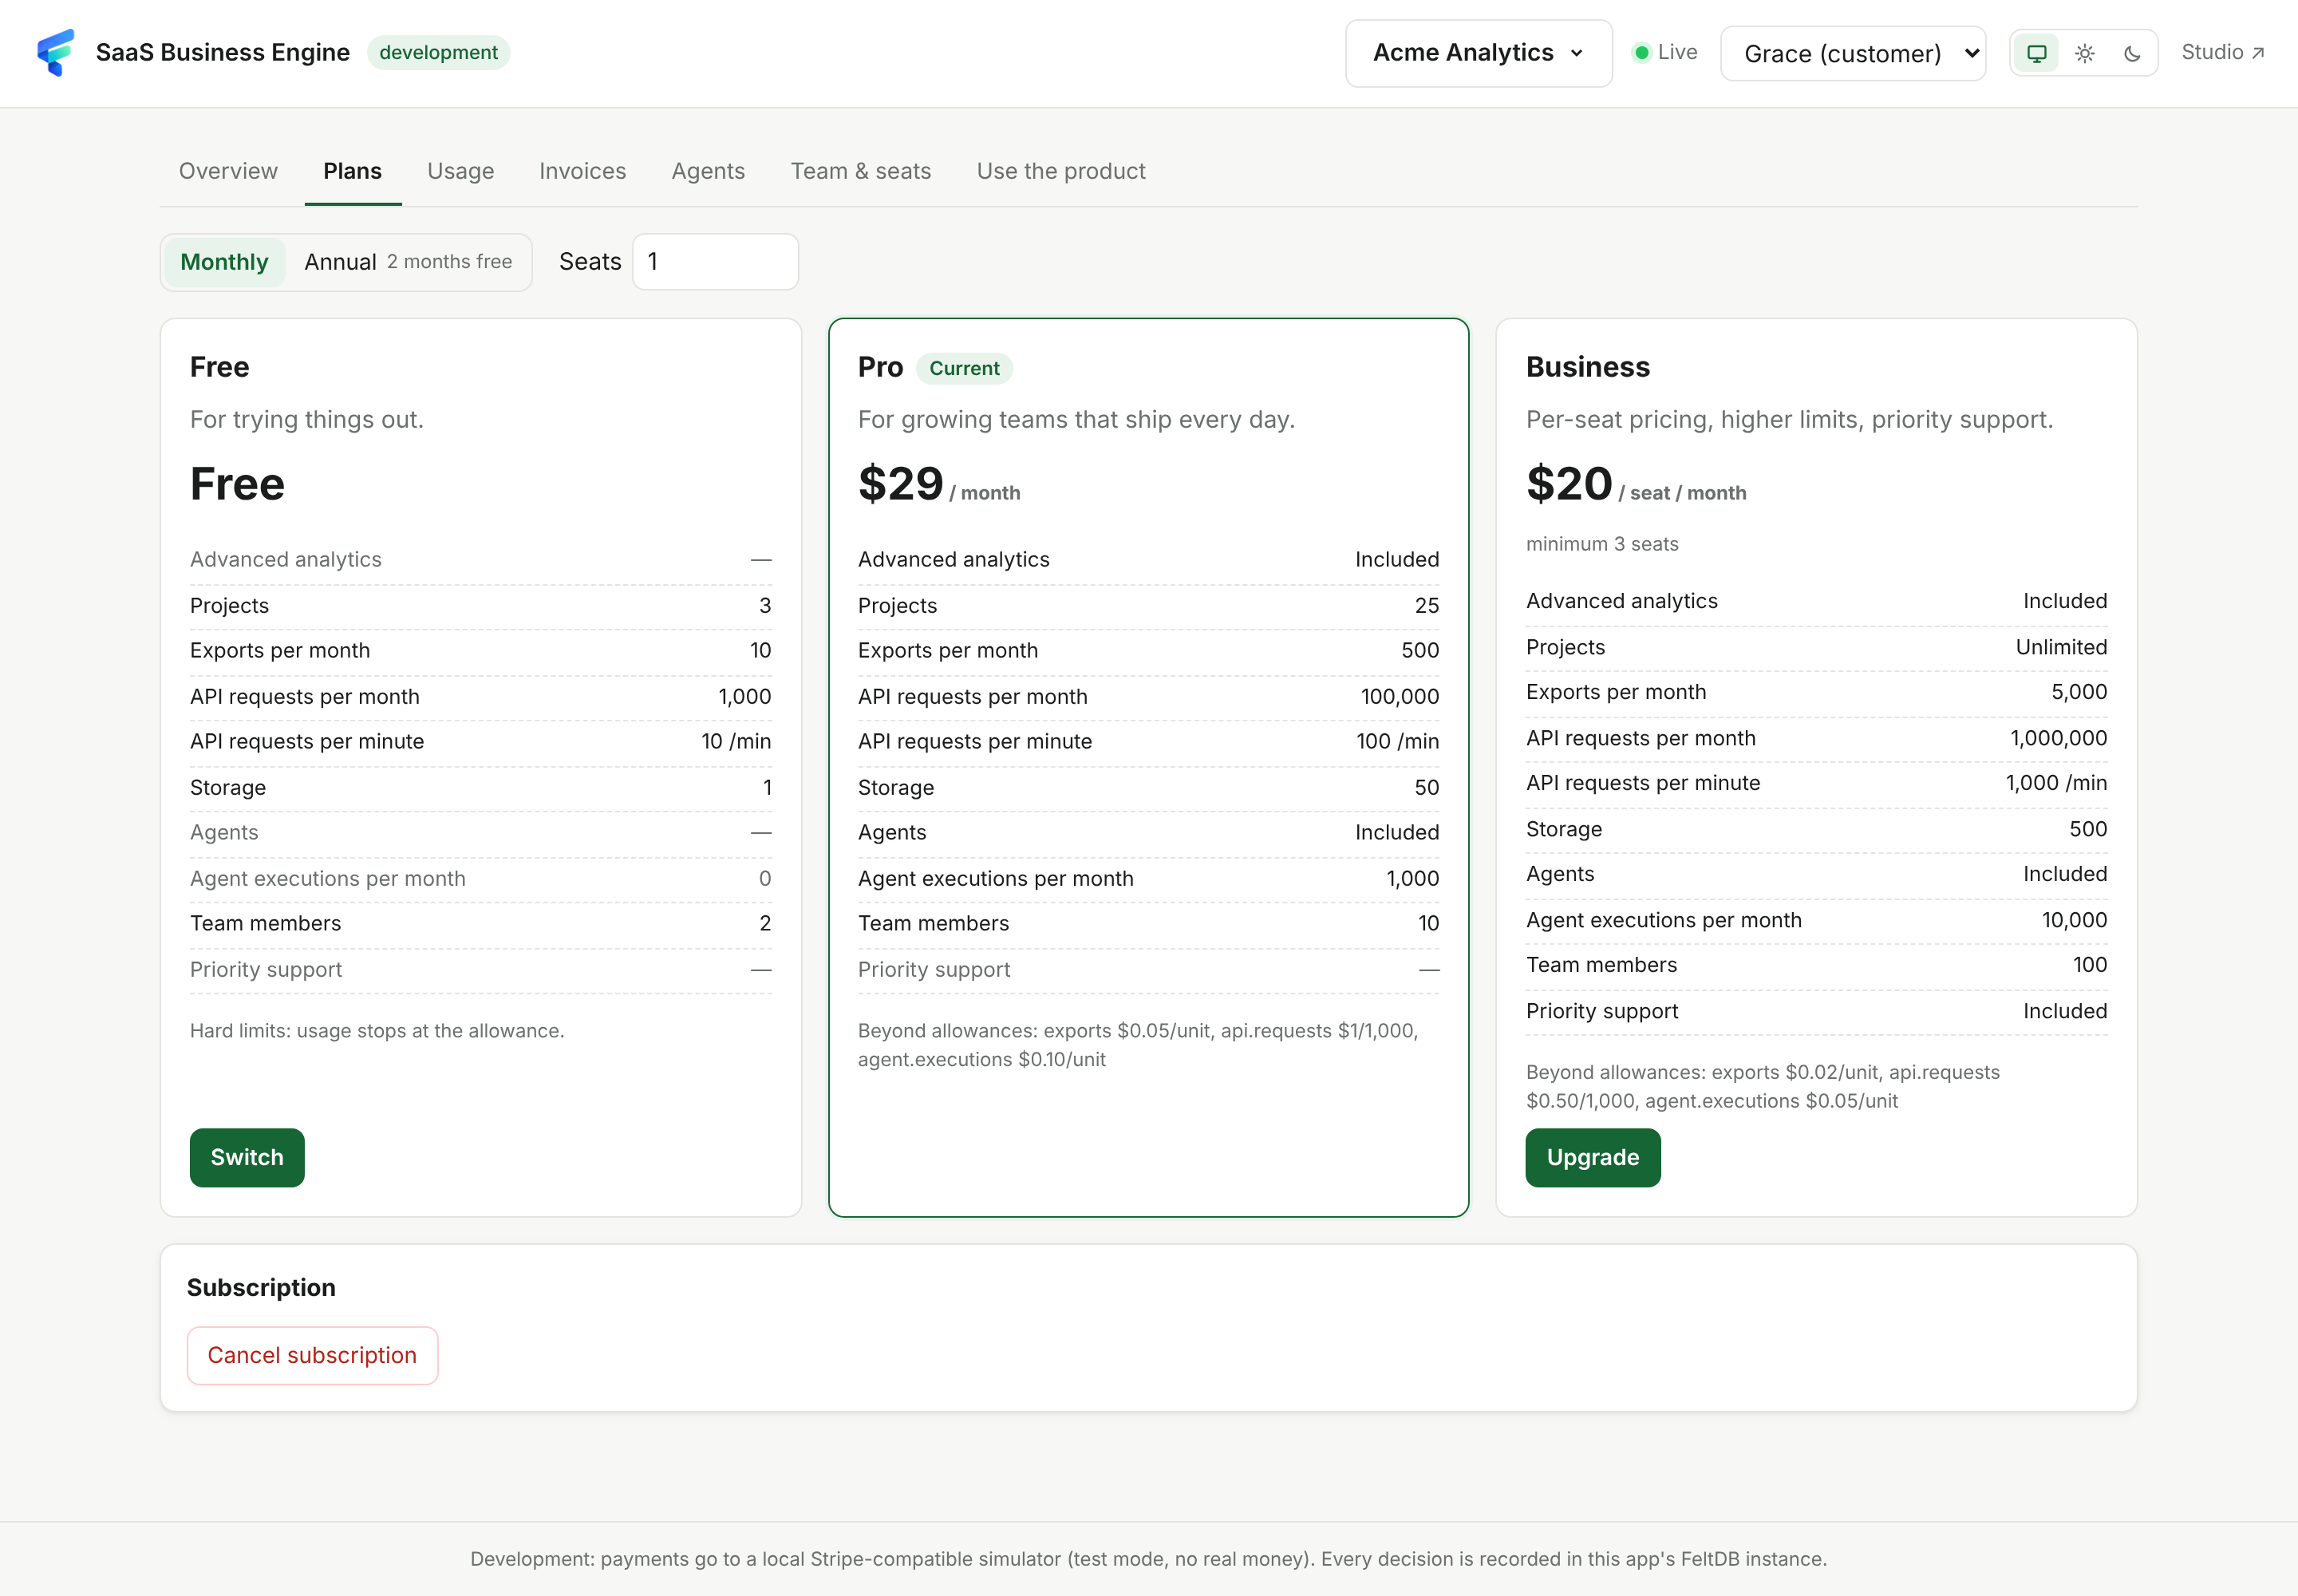 SaaS Business Engine
development
Acme Analytics
Live
Grace (customer)
Studio ↗
Overview
Plans
Usage
Invoices
Agents
Team & seats
Use the product
Monthly
Annual 2 months free
Seats
1
Free
For trying things out.
Free
Advanced analytics —
Projects 3
Exports per month 10
API requests per month 1,000
API requests per minute 10 /min
Storage 1
Agents —
Agent executions per month 0
Team members 2
Priority support —
Hard limits: usage stops at the allowance.
Switch
Pro Current
For growing teams that ship every day.
$29 / month
Advanced analytics Included
Projects 25
Exports per month 500
API requests per month 100,000
API requests per minute 100 /min
Storage 50
Agents Included
Agent executions per month 1,000
Team members 10
Priority support —
Beyond allowances: exports $0.05/unit, api.requests $1/1,000,
agent.executions $0.10/unit
Business
Per-seat pricing, higher limits, priority support.
$20 / seat / month
minimum 3 seats
Advanced analytics Included
Projects Unlimited
Exports per month 5,000
API requests per month 1,000,000
API requests per minute 1,000 /min
Storage 500
Agents Included
Agent executions per month 10,000
Team members 100
Priority support Included
Beyond allowances: exports $0.02/unit, api.requests
$0.50/1,000, agent.executions $0.05/unit
Upgrade
Subscription
Cancel subscription
Development: payments go to a local Stripe-compatible simulator (test mode, no real money). Every decision is recorded in this app's FeltDB instance.